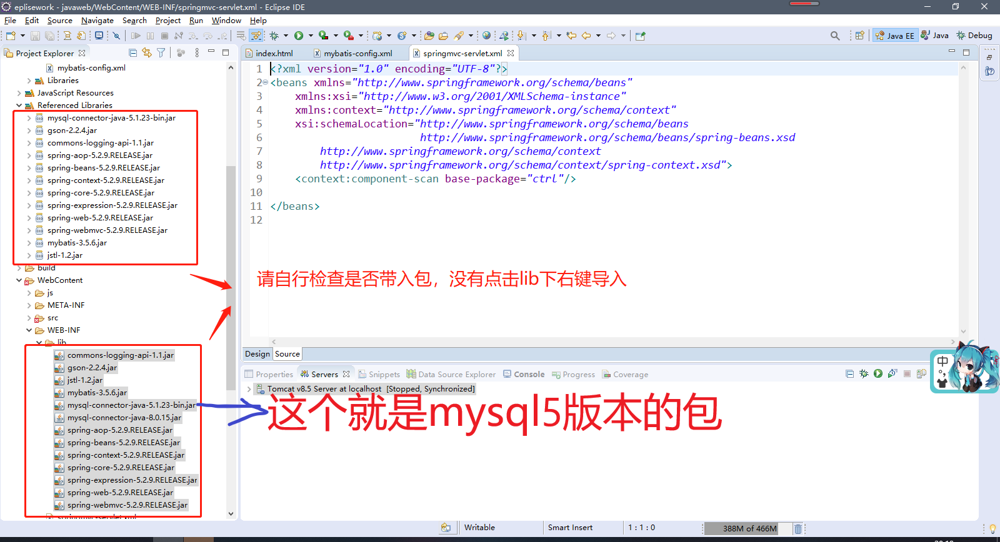 eplisework - javaweb/WebContent/WEB-INF/springmvc-servlet.xml - Eclipse IDE
File Edit Source Navigate Search Project Run Window Help
Java EE Java Debug
Project Explorer
index.html mybatis-config.xml springmvc-servlet.xml
mybatis-config.xml
Libraries
JavaScript Resources
Referenced Libraries
mysql-connector-java-5.1.23-bin.jar
gson-2.2.4.jar
commons-logging-api-1.1.jar
spring-aop-5.2.9.RELEASE.jar
spring-beans-5.2.9.RELEASE.jar
spring-context-5.2.9.RELEASE.jar
spring-core-5.2.9.RELEASE.jar
spring-expression-5.2.9.RELEASE.jar
spring-web-5.2.9.RELEASE.jar
spring-webmvc-5.2.9.RELEASE.jar
mybatis-3.5.6.jar
jstl-1.2.jar
build
WebContent
js
META-INF
src
WEB-INF
lib
commons-logging-api-1.1.jar
gson-2.2.4.jar
jstl-1.2.jar
mybatis-3.5.6.jar
mysql-connector-java-5.1.23-bin.jar
mysql-connector-java-8.0.15.jar
spring-aop-5.2.9.RELEASE.jar
spring-beans-5.2.9.RELEASE.jar
spring-context-5.2.9.RELEASE.jar
spring-core-5.2.9.RELEASE.jar
spring-expression-5.2.9.RELEASE.jar
spring-web-5.2.9.RELEASE.jar
spring-webmvc-5.2.9.RELEASE.jar
springmvc-servlet.xml
1 <?xml version="1.0" encoding="UTF-8"?>
2 <beans xmlns="http://www.springframework.org/schema/beans"
3 xmlns:xsi="http://www.w3.org/2001/XMLSchema-instance"
4 xmlns:context="http://www.springframework.org/schema/context"
5 xsi:schemaLocation="http://www.springframework.org/schema/beans
6 http://www.springframework.org/schema/beans/spring-beans.xsd
7 http://www.springframework.org/schema/context
8 http://www.springframework.org/schema/context/spring-context.xsd">
9 <context:component-scan base-package="ctrl"/>
10
11 </beans>
12
请自行检查是否带入包，没有点击lib下右键导入
Design Source
Properties Servers Snippets Data Source Explorer Console Progress Coverage
Tomcat v8.5 Server at localhost [Stopped, Synchronized]
这个就是mysql5版本的包
中
Writable Smart Insert 1 : 1 : 0 388M of 466M